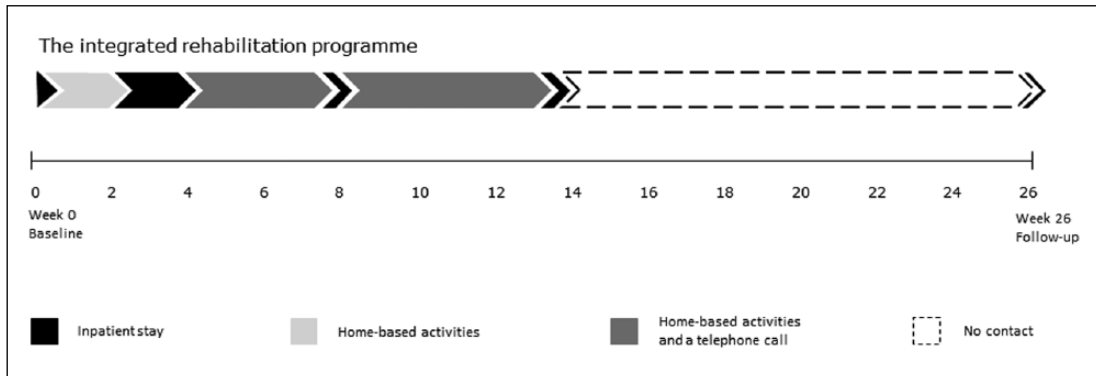 The integrated rehabilitation programme
0 2 4 6 8 10 12 14 16 18 20 22 24 26
Week 0
Baseline
Week 26
Follow-up
Inpatient stay
Home-based activities
Home-based activities
and a telephone call
No contact